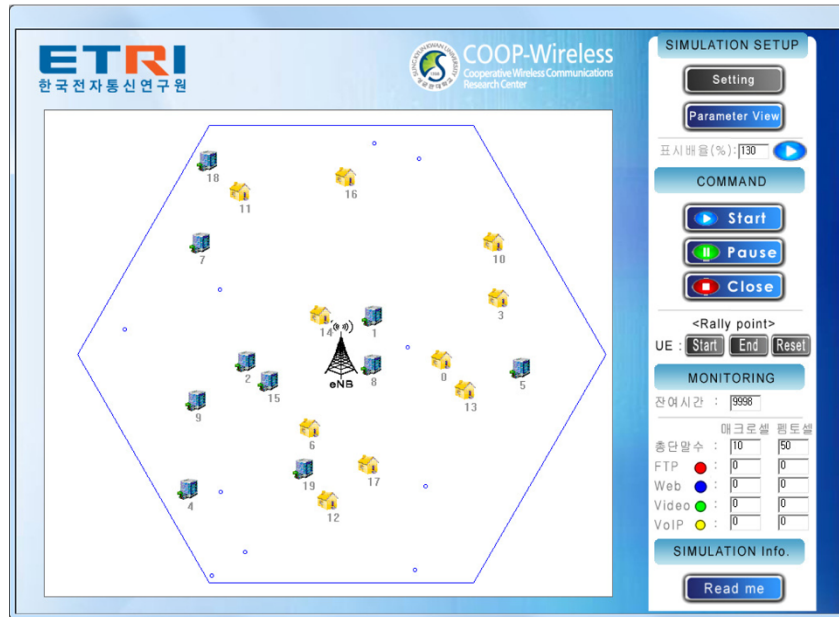 ETRI
한국전자통신연구원
COOP-Wireless
Cooperative Wireless Communications
Research Center
18
11
16
7
10
3
14
1
eNB
2
15
8
0
13
5
9
6
17
19
12
4
SIMULATION SETUP
Setting
Parameter View
표시배율(%): 130
COMMAND
Start
Pause
Close
<Rally point>
UE : Start End Reset
MONITORING
잔여시간 : 9998
매크로셀 펨토셀
총단말수 : 10 50
FTP : 0 0
Web : 0 0
Video : 0 0
VoIP : 0 0
SIMULATION Info.
Read me